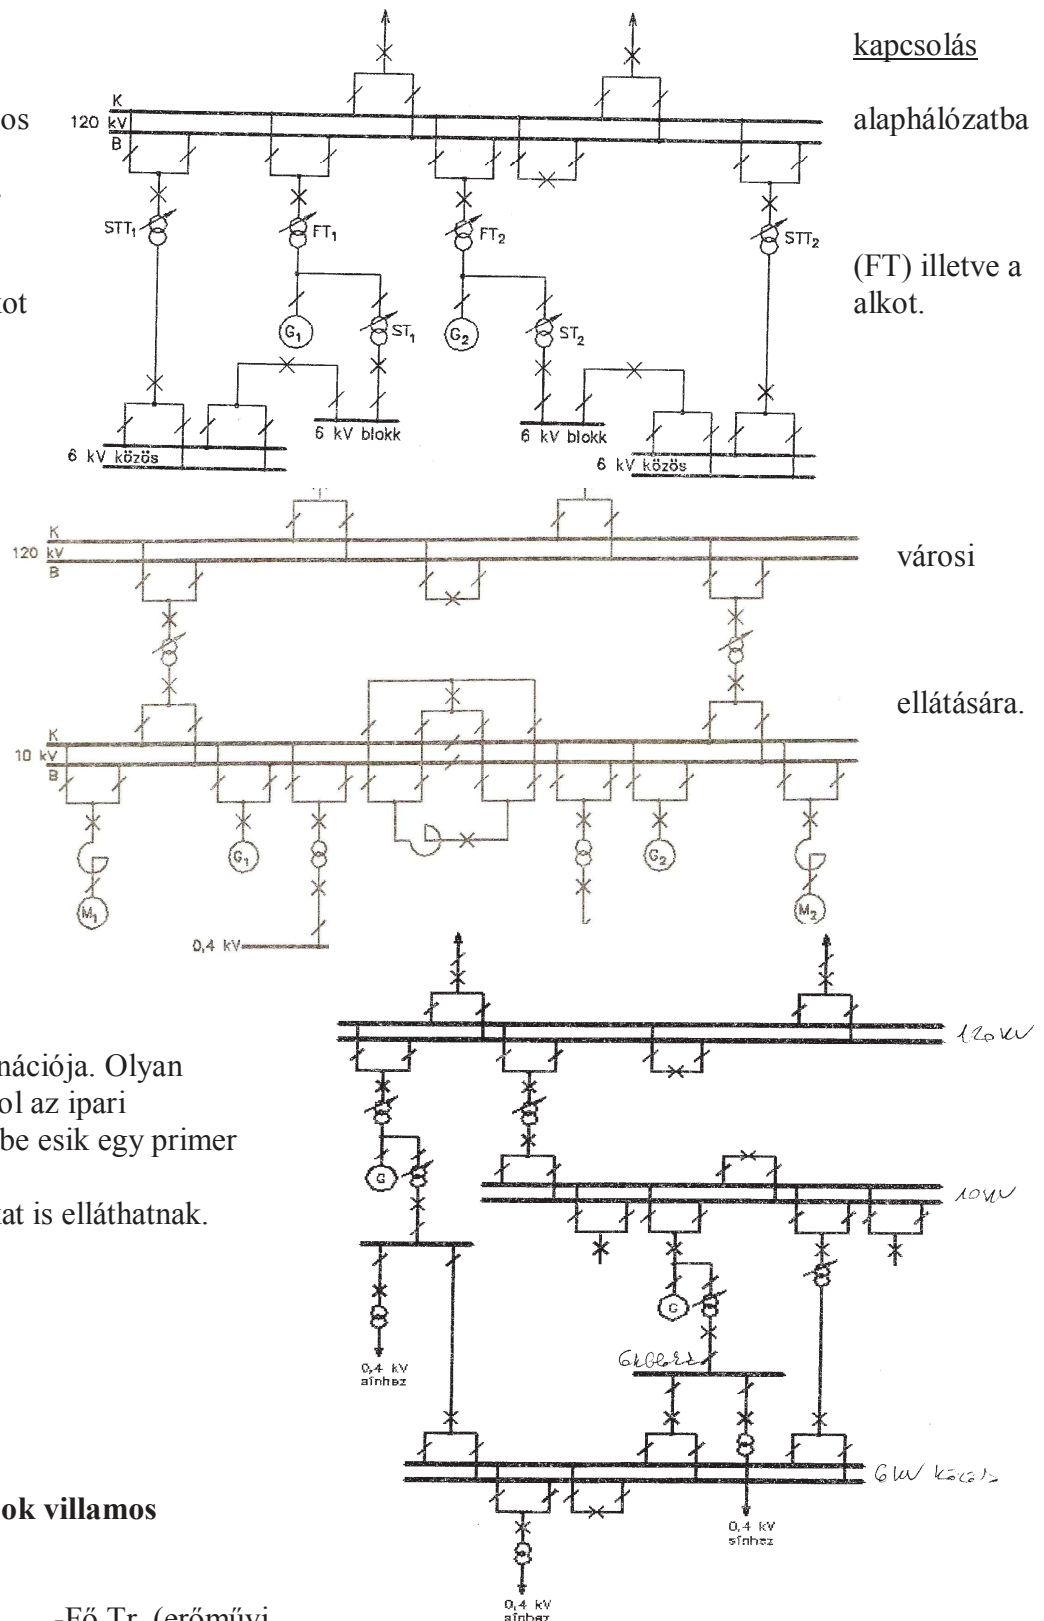 kapcsolás
K
os
120 kV
alaphálózatba
B
STT1
FT1
FT2
STT2
(FT) illetve a
kot
alkot.
G1
ST1
G2
ST2
6 kV blokk
6 kV blokk
6 kV közös
6 kV közös
K
120 kV
városi
B
ellátására.
K
10 kV
B
G1
G2
M1
M2
0,4 kV
120 kV
nációja. Olyan
ol az ipari
be esik egy primer
G
10 kV
kat is elláthatnak.
G
0,4 kV
sínhez
6 kV közös
ok villamos
0,4 kV
sínhez
0,4 kV
sínhez
-Fő Tr. (erőművi